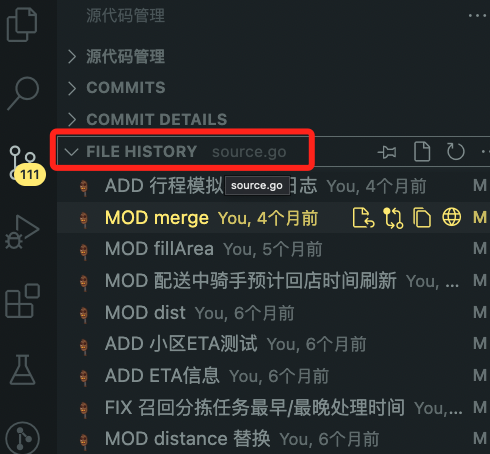 源代码管理
源代码管理
COMMITS
COMMIT DETAILS
FILE HISTORY source.go
ADD 行程模拟 日志 You, 4个月前 M
source.go
MOD merge You, 4个月前 M
MOD fillArea You, 5个月前 M
MOD 配送中骑手预计回店时间刷新 You, ... M
MOD dist You, 6个月前 M
111
ADD 小区ETA测试 You, 6个月前 M
ADD ETA信息 You, 6个月前 M
FIX 召回分拣任务最早/最晚处理时间 You,... M
MOD distance 替换 You, 6个月前 M